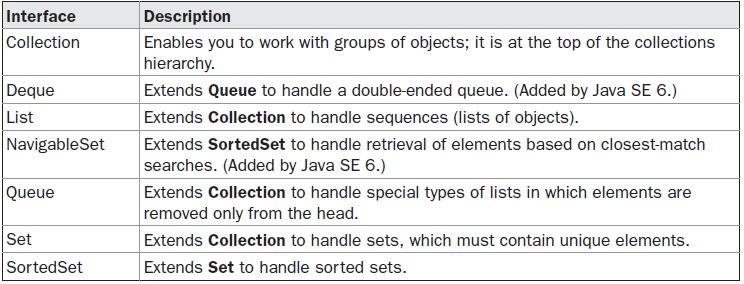 Interface Description
Collection Enables you to work with groups of objects; it is at the top of the collections
hierarchy.
Deque Extends Queue to handle a double-ended queue. (Added by Java SE 6.)
List Extends Collection to handle sequences (lists of objects).
NavigableSet Extends SortedSet to handle retrieval of elements based on closest-match
searches. (Added by Java SE 6.)
Queue Extends Collection to handle special types of lists in which elements are
removed only from the head.
Set Extends Collection to handle sets, which must contain unique elements.
SortedSet Extends Set to handle sorted sets.